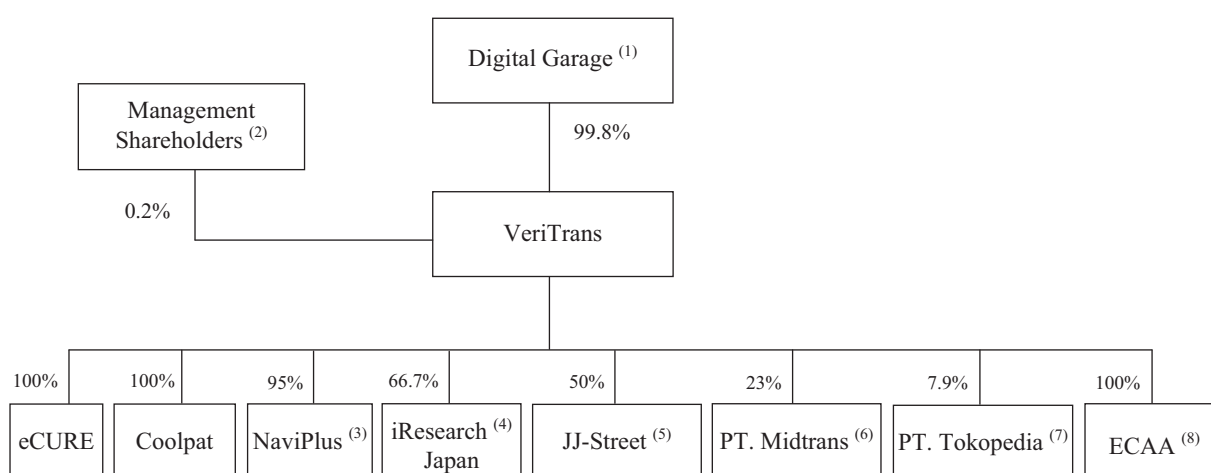 Digital Garage (1)
Management
Shareholders (2)
99.8%
0.2%
VeriTrans
100%
100%
95%
66.7%
50%
23%
7.9%
100%
eCURE
Coolpat
NaviPlus (3)
iResearch (4)
Japan
JJ-Street (5)
PT. Midtrans (6)
PT. Tokopedia (7)
ECAA (8)